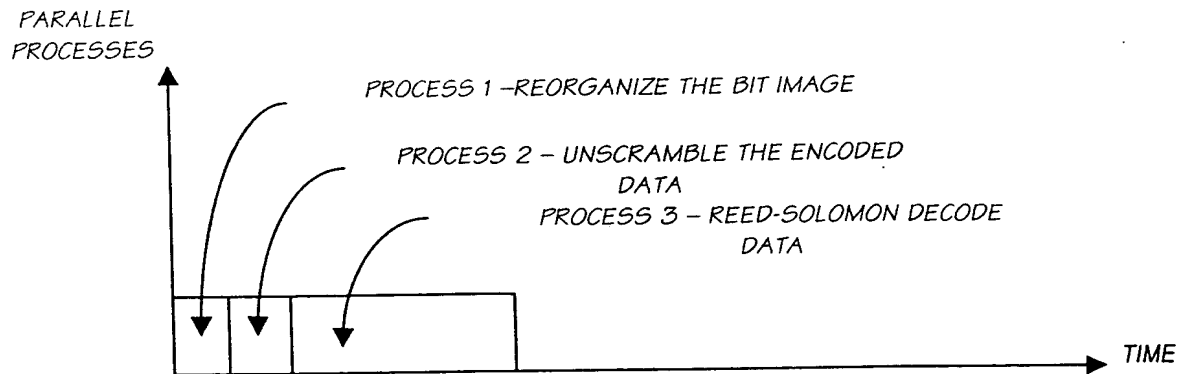 PARALLEL
PROCESSES
PROCESS 1 –REORGANIZE THE BIT IMAGE
PROCESS 2 – UNSCRAMBLE THE ENCODED
DATA
PROCESS 3 – REED-SOLOMON DECODE
DATA
TIME